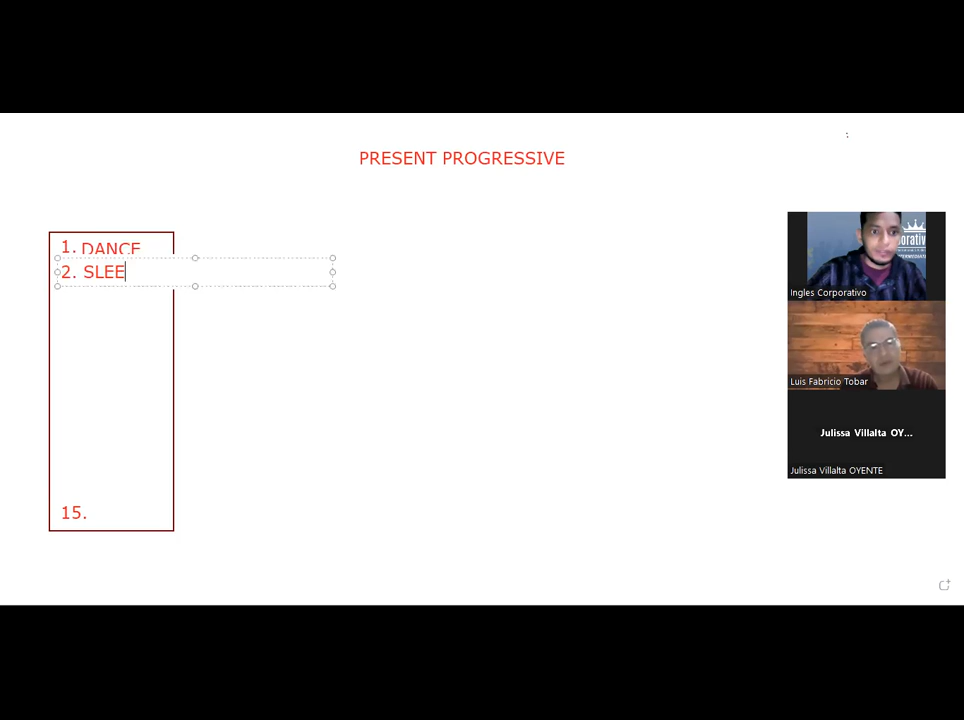 PRESENT PROGRESSIVE
1. DANCE
2. SLEE
15.
Ingles Corporativo
Luis Fabricio Tobar
Julissa Villalta OY...
Julissa Villalta OYENTE